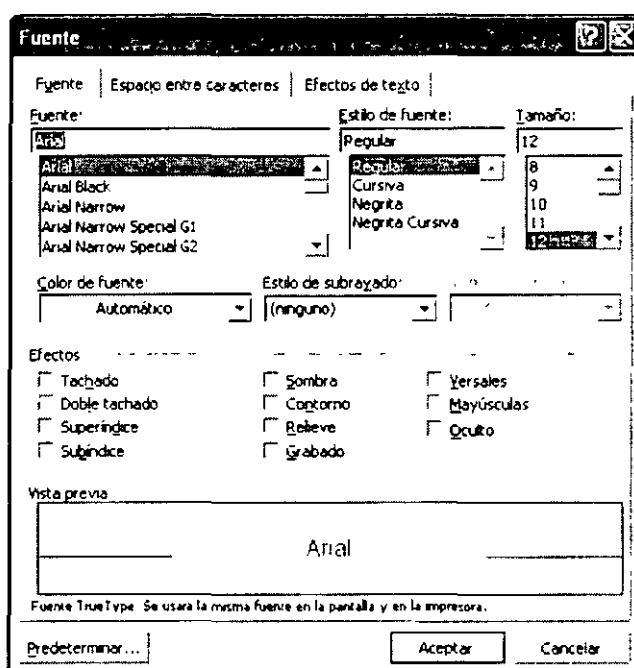 Fuente
Fuente Espacio entre caracteres Efectos de texto
Fuente: Estilo de fuente: Tamaño:
Arial Regular 12
Arial Regular 8
Arial Black Cursiva 9
Arial Narrow Negrita 10
Arial Narrow Special G1 Negrita Cursiva 11
Arial Narrow Special G2 12
Color de fuente: Estilo de subrayado:
Automático (ninguno)
Efectos
Tachado Sombra Versales
Doble tachado Contorno Mayúsculas
Superíndice Relieve Oculto
Subíndice Grabado
Vista previa
Arial
Fuente TrueType. Se usara la misma fuente en la pantalla y en la impresora.
Predeterminar... Aceptar Cancelar